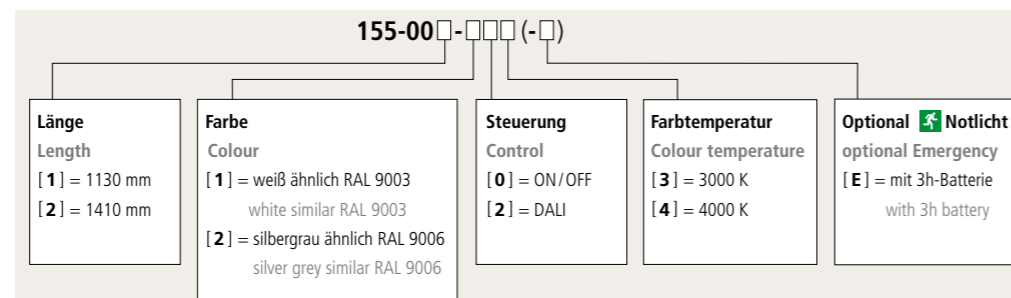 155-00□-□□□(-□)
Länge
Length
[1] = 1130 mm
[2] = 1410 mm
Farbe
Colour
[1] = weiß ähnlich RAL 9003
white similar RAL 9003
[2] = silbergrau ähnlich RAL 9006
silver grey similar RAL 9006
Steuerung
Control
[0] = ON/OFF
[2] = DALI
Farbtemperatur
Colour temperature
[3] = 3000 K
[4] = 4000 K
Optional Notlicht
optional Emergency
[E] = mit 3h-Batterie
with 3h battery